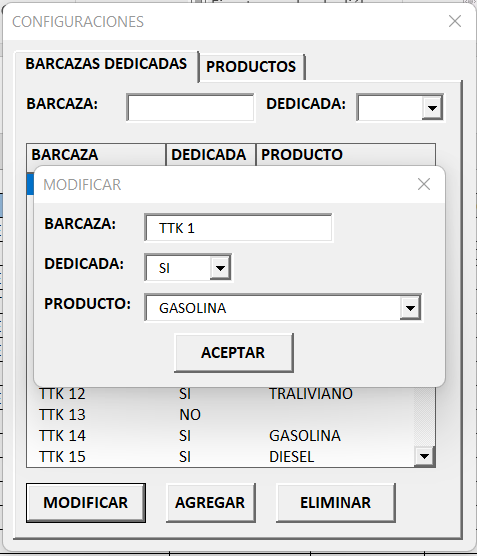 CONFIGURACIONES
BARCAZAS DEDICADAS PRODUCTOS
BARCAZA: DEDICADA:
BARCAZA DEDICADA PRODUCTO
MODIFICAR
BARCAZA: TTK 1
DEDICADA: SI
PRODUCTO: GASOLINA
ACEPTAR
TTK 12 SI TRALIVIANO
TTK 13 NO
TTK 14 SI GASOLINA
TTK 15 SI DIESEL
MODIFICAR AGREGAR ELIMINAR